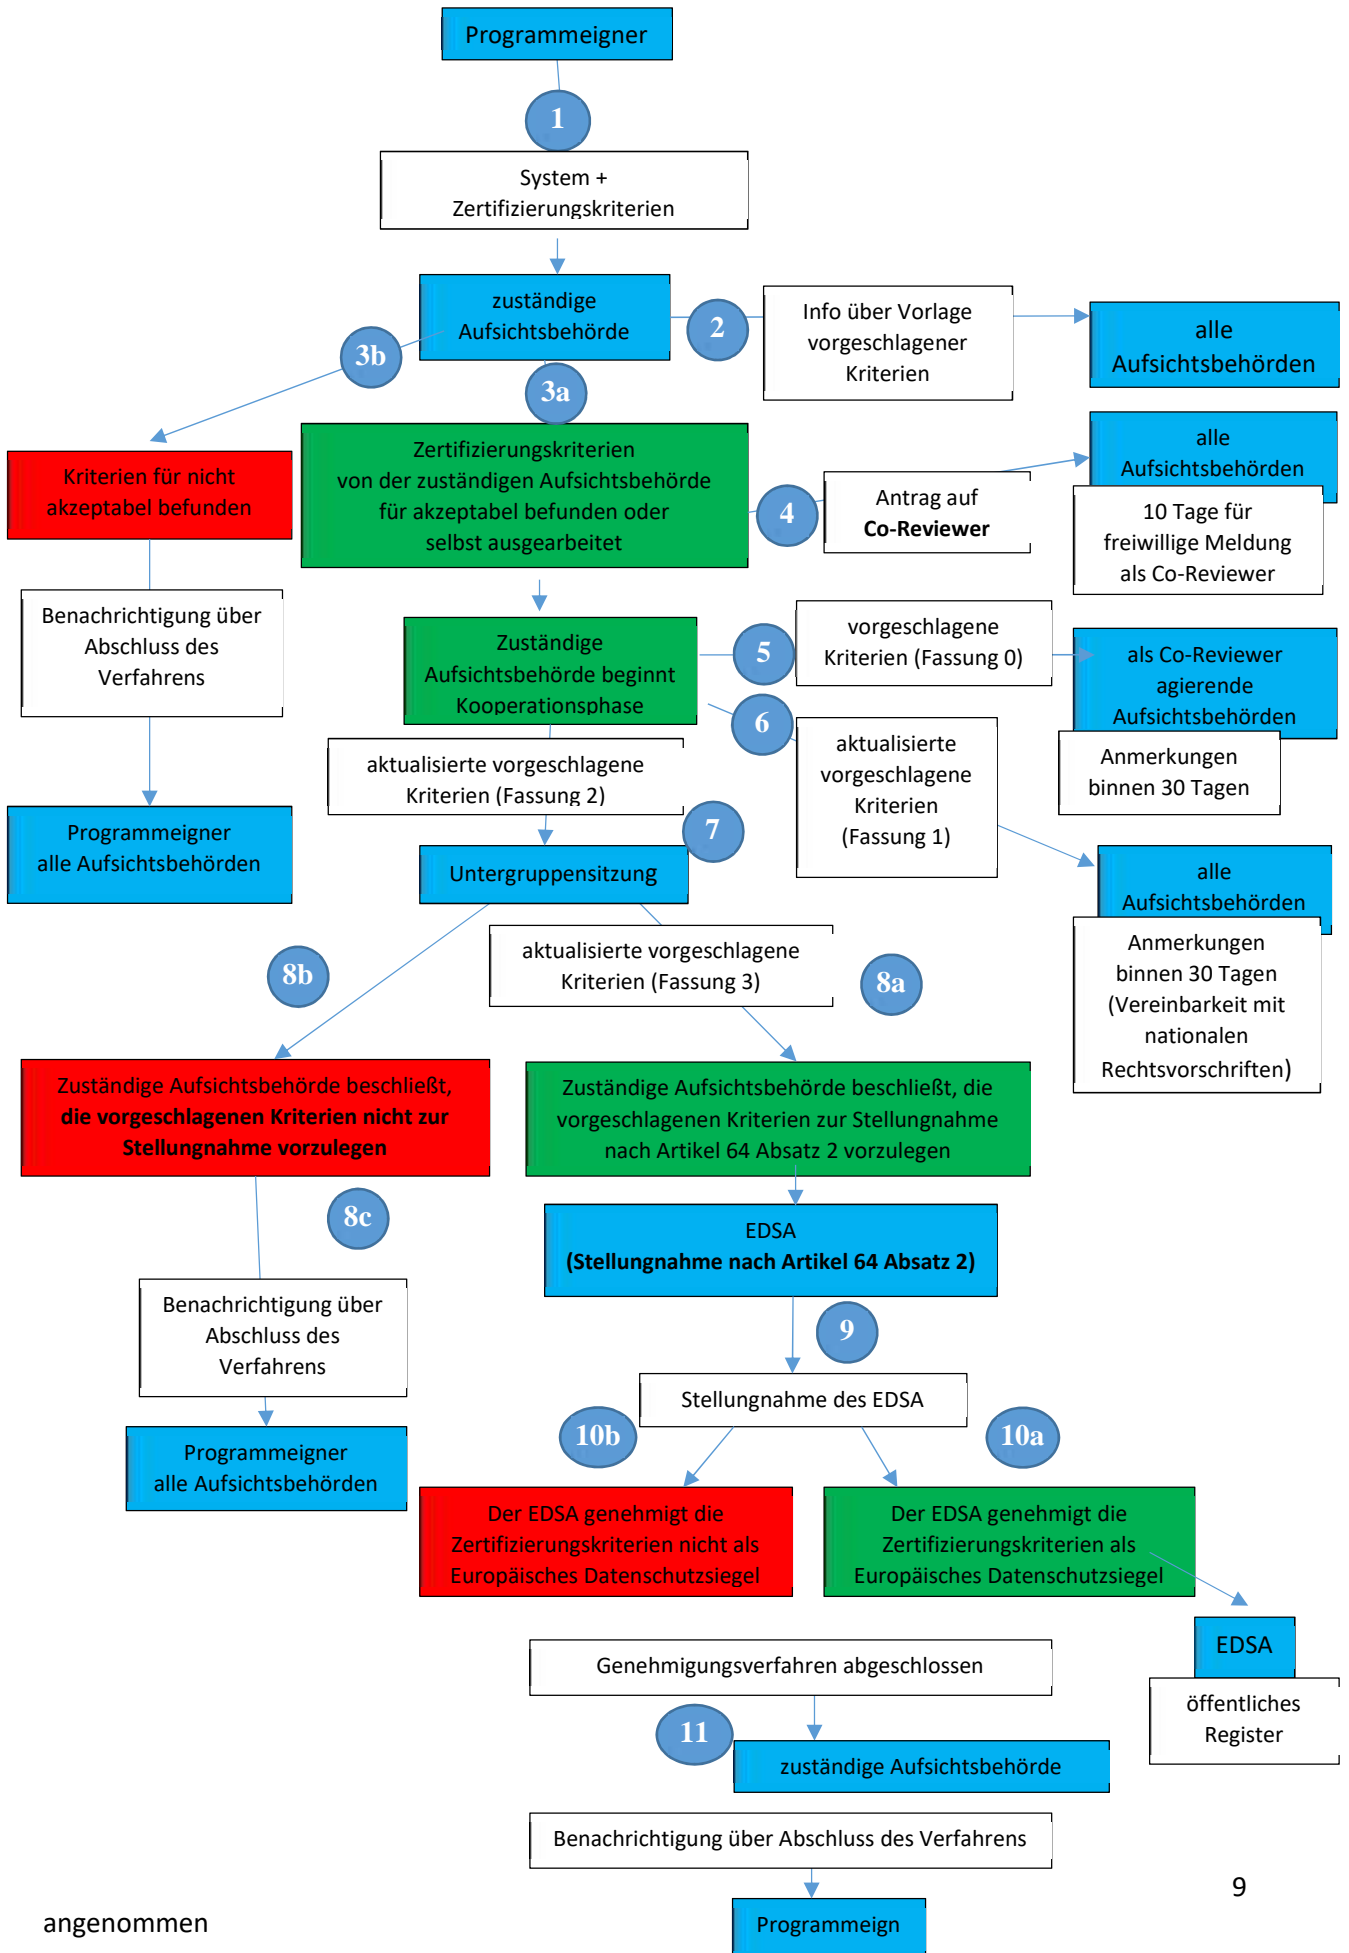 Programmeigner
1
System +
Zertifizierungskriterien
zuständige
Aufsichtsbehörde
2
Info über Vorlage
vorgeschlagener
Kriterien
alle
Aufsichtsbehörden
3b
3a
Kriterien für nicht
akzeptabel befunden
Zertifizierungskriterien
von der zuständigen Aufsichtsbehörde
für akzeptabel befunden oder
selbst ausgearbeitet
4
Antrag auf
Co-Reviewer
alle
Aufsichtsbehörden
10 Tage für
freiwillige Meldung
als Co-Reviewer
Benachrichtigung über
Abschluss des
Verfahrens
Zuständige
Aufsichtsbehörde beginnt
Kooperationsphase
5
vorgeschlagene
Kriterien (Fassung 0)
als Co-Reviewer
agierende
Aufsichtsbehörden
Anmerkungen
binnen 30 Tagen
6
aktualisierte
vorgeschlagene
Kriterien
(Fassung 1)
aktualisierte vorgeschlagene
Kriterien (Fassung 2)
7
Programmeigner
alle Aufsichtsbehörden
Untergruppensitzung
alle
Aufsichtsbehörden
Anmerkungen
binnen 30 Tagen
(Vereinbarkeit mit
nationalen
Rechtsvorschriften)
8b
aktualisierte vorgeschlagene
Kriterien (Fassung 3)
8a
Zuständige Aufsichtsbehörde beschließt,
die vorgeschlagenen Kriterien nicht zur
Stellungnahme vorzulegen
Zuständige Aufsichtsbehörde beschließt, die
vorgeschlagenen Kriterien zur Stellungnahme
nach Artikel 64 Absatz 2 vorzulegen
8c
EDSA
(Stellungnahme nach Artikel 64 Absatz 2)
Benachrichtigung über
Abschluss des
Verfahrens
9
Stellungnahme des EDSA
Programmeigner
alle Aufsichtsbehörden
10b
10a
Der EDSA genehmigt die
Zertifizierungskriterien nicht als
Europäisches Datenschutzsiegel
Der EDSA genehmigt die
Zertifizierungskriterien als
Europäisches Datenschutzsiegel
EDSA
öffentliches
Register
Genehmigungsverfahren abgeschlossen
11
zuständige Aufsichtsbehörde
Benachrichtigung über Abschluss des Verfahrens
Programmeign
9
angenommen